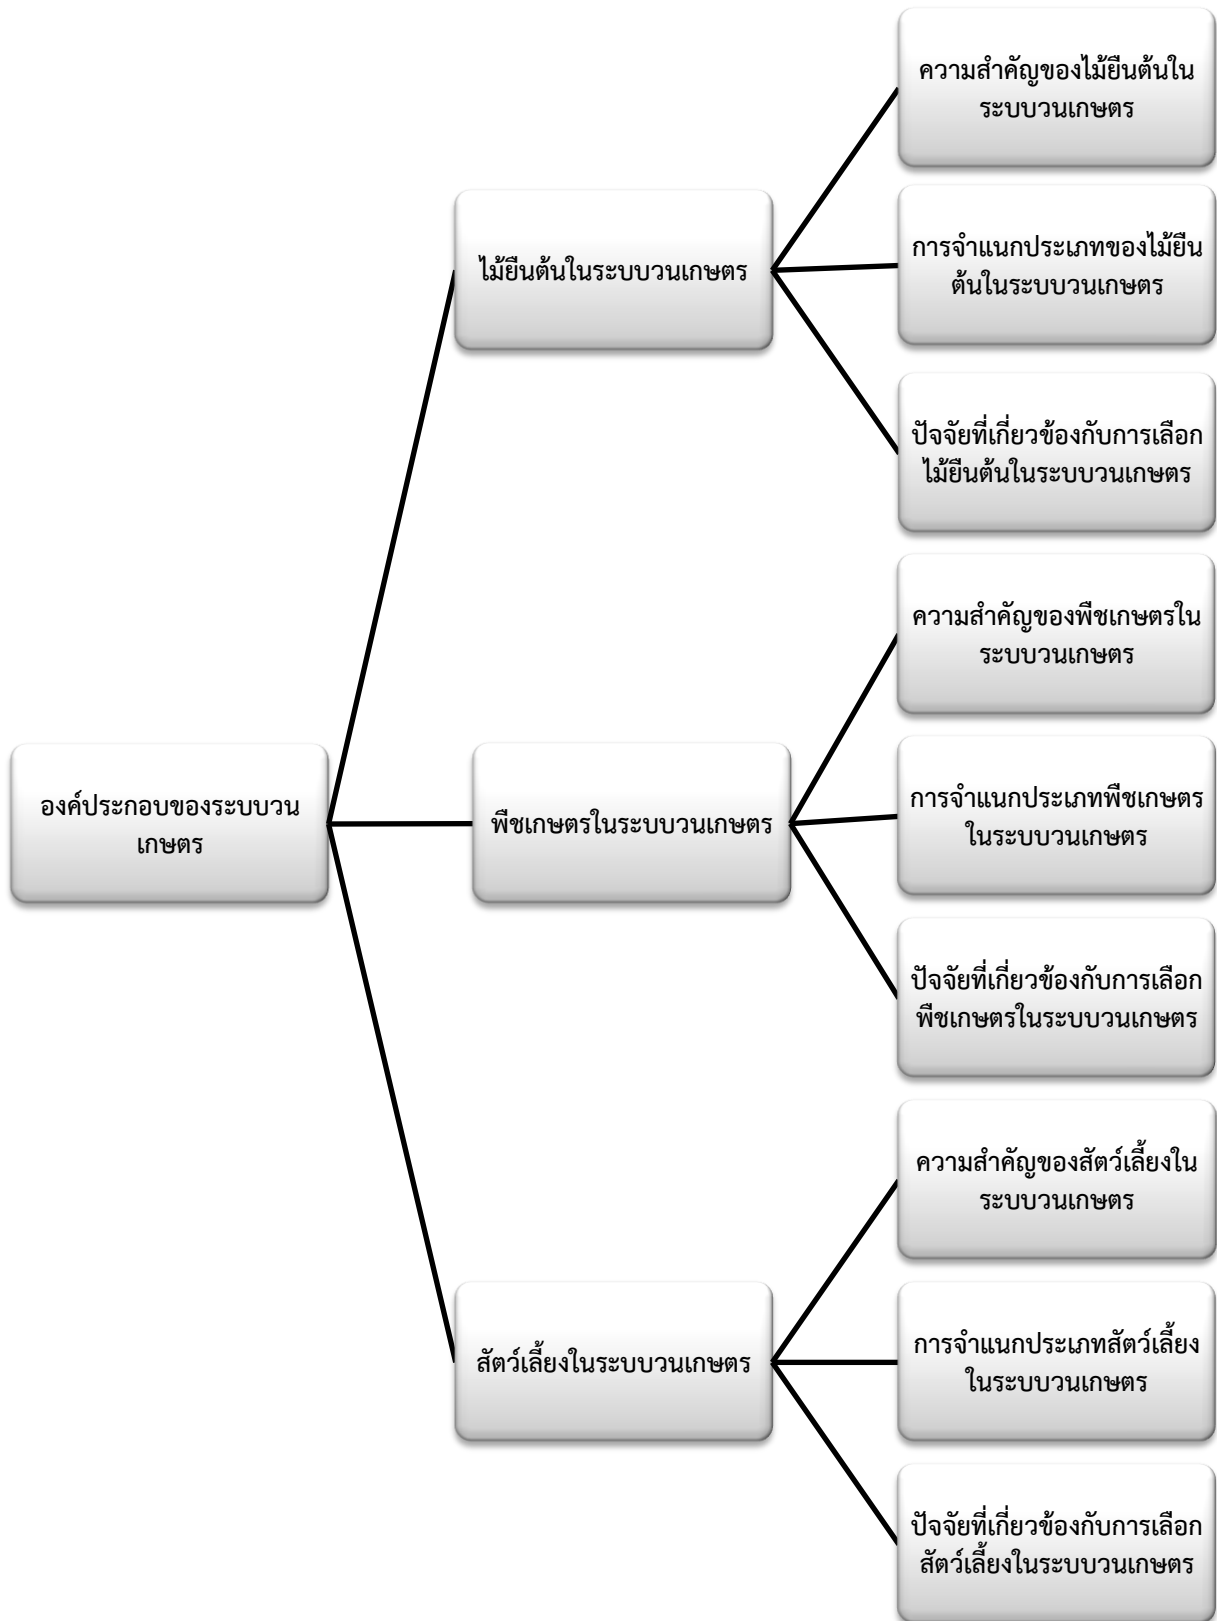 ความสำคัญของไม้ยืนต้นใน
ระบบวนเกษตร
ไม้ยืนต้นในระบบวนเกษตร
การจำแนกประเภทของไม้ยืน
ต้นในระบบวนเกษตร
ปัจจัยที่เกี่ยวข้องกับการเลือก
ไม้ยืนต้นในระบบวนเกษตร
องค์ประกอบของระบบวน
เกษตร
พืชเกษตรในระบบวนเกษตร
ความสำคัญของพืชเกษตรใน
ระบบวนเกษตร
การจำแนกประเภทพืชเกษตร
ในระบบวนเกษตร
ปัจจัยที่เกี่ยวข้องกับการเลือก
พืชเกษตรในระบบวนเกษตร
สัตว์เลี้ยงในระบบวนเกษตร
ความสำคัญของสัตว์เลี้ยงใน
ระบบวนเกษตร
การจำแนกประเภทสัตว์เลี้ยง
ในระบบวนเกษตร
ปัจจัยที่เกี่ยวข้องกับการเลือก
สัตว์เลี้ยงในระบบวนเกษตร